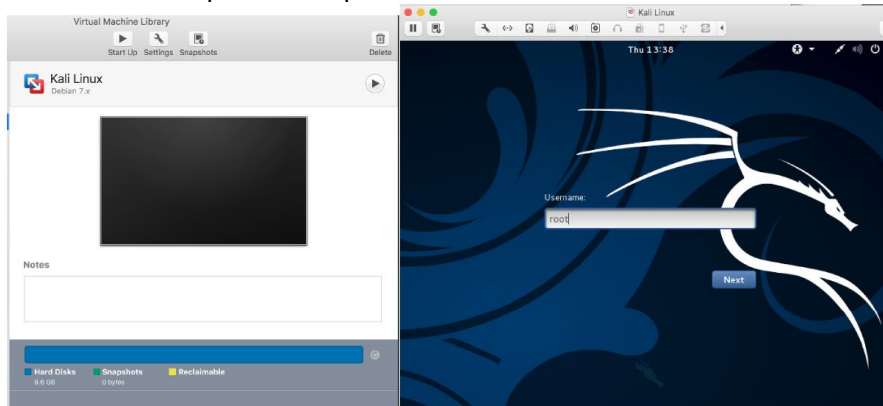 Virtual Machine Library
Start Up Settings Snapshots Delete
Kali Linux
Debian 7.x
Notes
Hard Disks Snapshots Reclaimable
9.6 GB 0 bytes
Kali Linux
Thu 13:38
Username:
root
Next